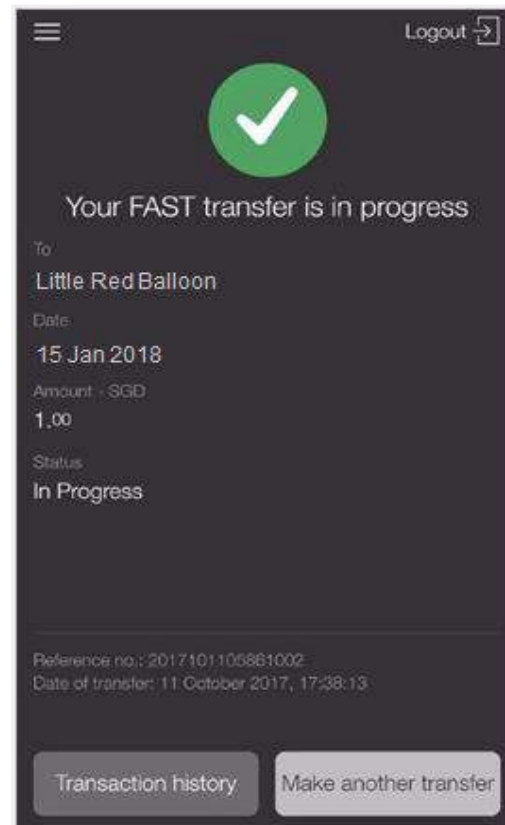 Logout
Your FAST transfer is in progress
To
Little Red Balloon
Date
15 Jan 2018
Amount - SGD
1.00
Status
In Progress
Reference no.: 2017101105861002
Date of transfer: 11 October 2017, 17:38:13
Transaction history
Make another transfer